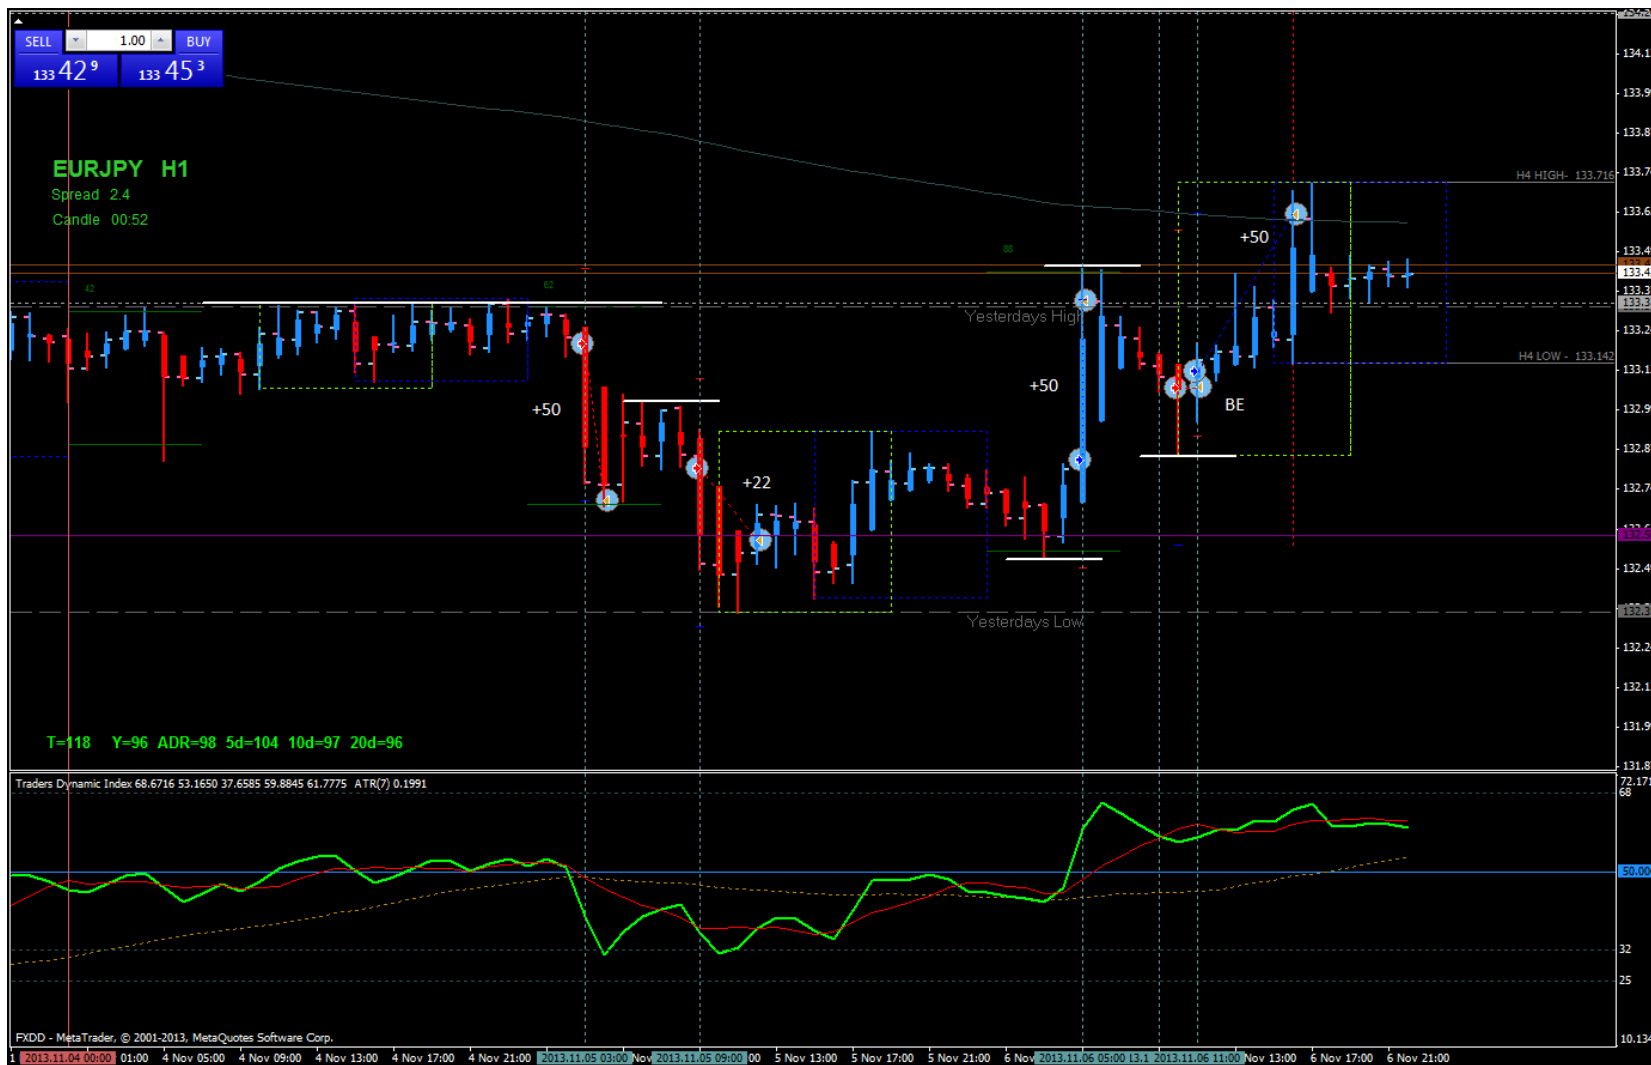 SELL 1.00 BUY
133 42 9 133 45 3
EURJPY H1
Spread 2.4
Candle 00:52
H4 HIGH- 133.716
+50
88
42
62
Yesterdays High
H4 LOW - 133.142
+50
+50
BE
+22
Yesterdays Low
T=118 Y=96 ADR=98 5d=104 10d=97 20d=96
Traders Dynamic Index 68.6716 53.1650 37.6585 59.8845 61.7775 ATR(7) 0.1991
68
32
25
FXDD - MetaTrader, © 2001-2013, MetaQuotes Software Corp.
2013.11.04 00:00 01:00 4 Nov 05:00 4 Nov 09:00 4 Nov 13:00 4 Nov 17:00 4 Nov 21:00 2013.11.05 03:00 2013.11.05 09:00 5 Nov 13:00 5 Nov 17:00 5 Nov 21:00 2013.11.06 05:00 2013.11.06 11:00 Nov 13:00 6 Nov 17:00 6 Nov 21:00